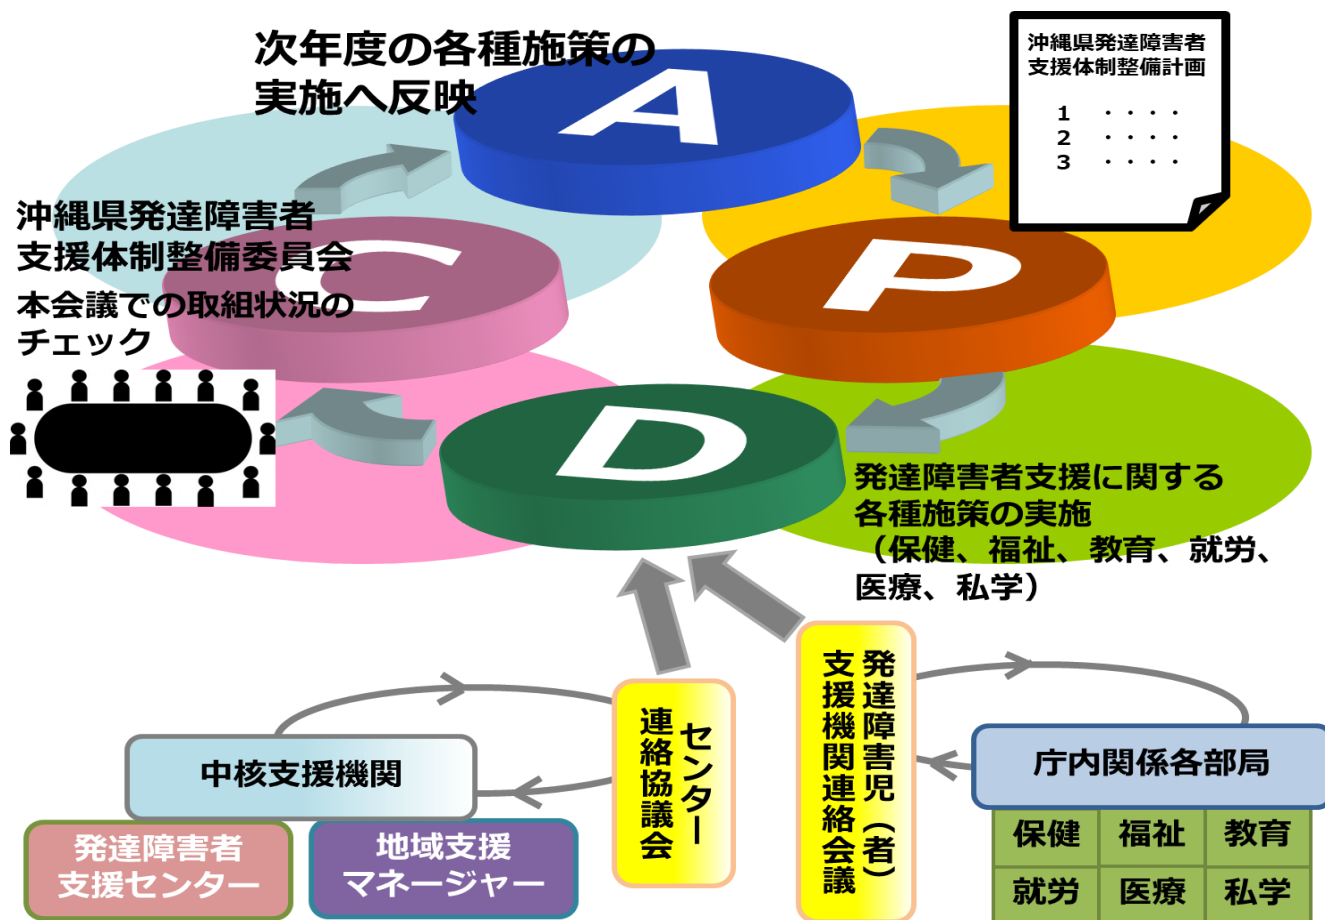 次年度の各種施策の
実施へ反映
A
沖縄県発達障害者
支援体制整備計画
1 ・・・・
2 ・・・・
3 ・・・・
沖縄県発達障害者
支援体制整備委員会
本会議での取組状況の
チェック
C
P
D
発達障害者支援に関する
各種施策の実施
（保健、福祉、教育、就労、
医療、私学）
中核支援機関
発達障害者
支援センター
地域支援
マネージャー
センター
連絡協議会
発達障害児（者）
支援機関連絡会議
庁内関係各部局
保健 福祉 教育
就労 医療 私学